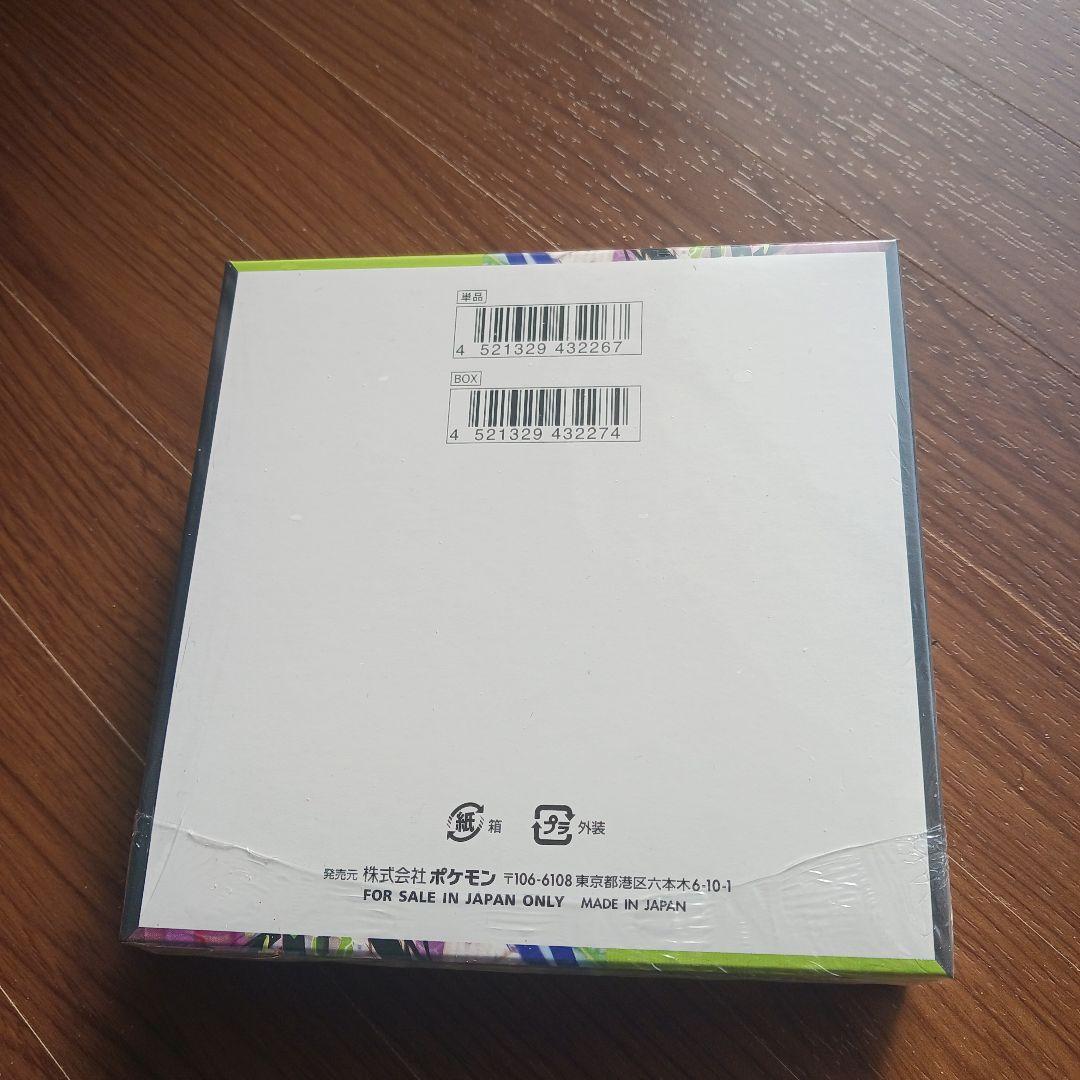 単品
4 521329 432267
BOX
4 521329 432274
紙 箱 プラ 外装
発売元 株式会社 ポケモン 〒106-6108 東京都港区六本木6-10-1
FOR SALE IN JAPAN ONLY MADE IN JAPAN